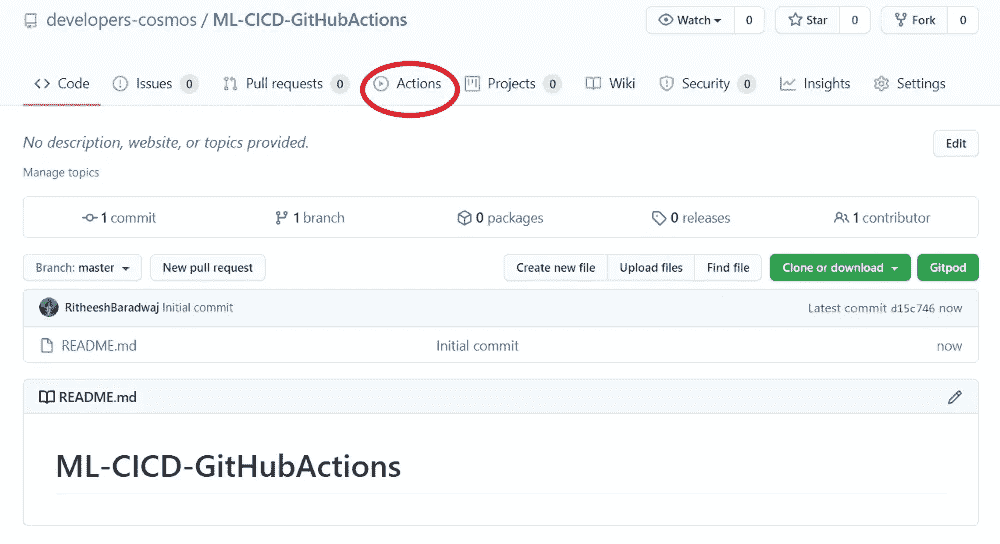 developers-cosmos / ML-CICD-GitHubActions
Watch 0 Star 0 Fork 0
Code Issues 0 Pull requests 0 Actions Projects 0 Wiki Security 0 Insights Settings
No description, website, or topics provided. Edit
Manage topics
1 commit 1 branch 0 packages 0 releases 1 contributor
Branch: master New pull request Create new file Upload files Find file Clone or download Gitpod
RitheeshBaradwaj Initial commit Latest commit d15c746 now
README.md Initial commit now
README.md
ML-CICD-GitHubActions